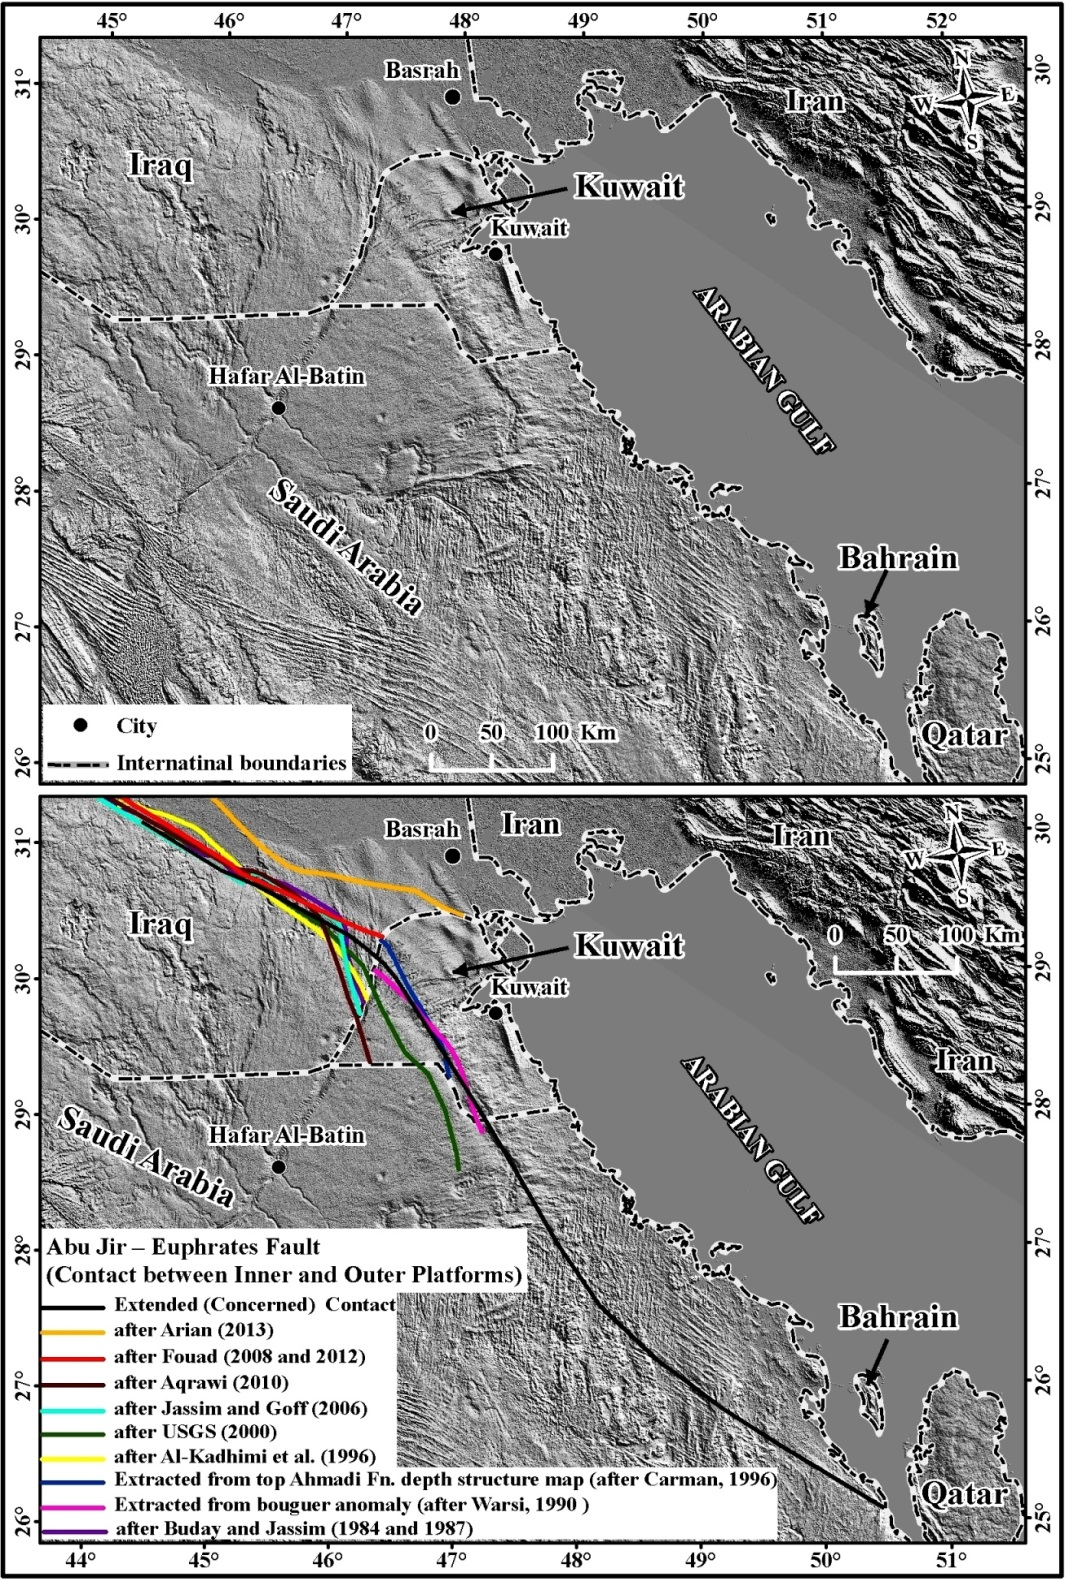 45° 46° 47° 48° 49° 50° 51° 52°
N
W E
S
31°
30°
29°
28°
27°
26°
30°
29°
28°
27°
26°
25°
Basrah
Iran
Iraq
Kuwait
Kuwait
ARABIAN GULF
Hafar Al-Batin
Saudi Arabia
Bahrain
Qatar
City
Internatinal boundaries
0 50 100 Km
N
W E
S
31°
30°
29°
28°
27°
26°
30°
29°
28°
27°
26°
25°
Basrah
Iran
Iran
Iraq
0 50 100 Km
Kuwait
Kuwait
Iran
ARABIAN GULF
Saudi Arabia
Hafar Al-Batin
Bahrain
Qatar
Abu Jir – Euphrates Fault
(Contact between Inner and Outer Platforms)
Extended (Concerned) Contact
after Arian (2013)
after Fouad (2008 and 2012)
after Aqrawi (2010)
after Jassim and Goff (2006)
after USGS (2000)
after Al-Kadhimi et al. (1996)
Extracted from top Ahmadi Fn. depth structure map (after Carman, 1996)
Extracted from bouguer anomaly (after Warsi, 1990 )
after Buday and Jassim (1984 and 1987)
44° 45° 46° 47° 48° 49° 50° 51°